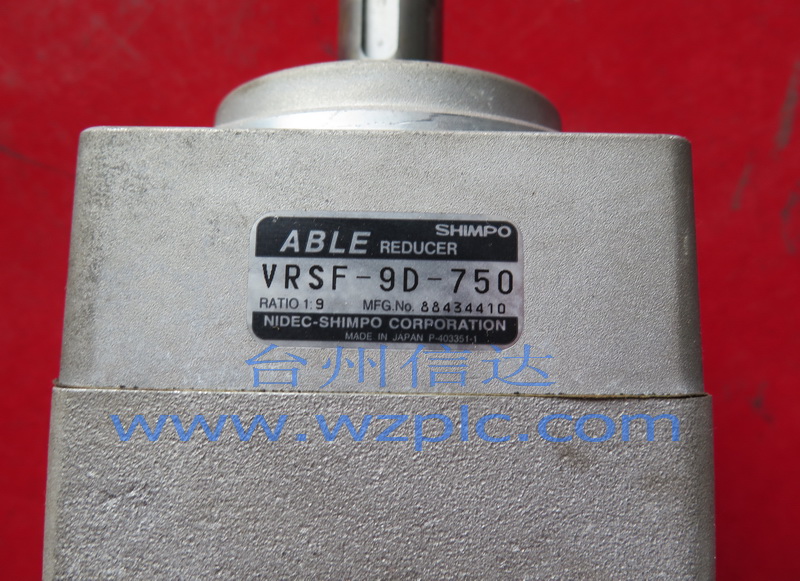 SHIMPO
ABLE REDUCER
VRSF-9D-750
RATIO 1:9 MFG.No. 88434410
NIDEC-SHIMPO CORPORATION
MADE IN JAPAN P-403351-1
台州信达
www.wzplc.com